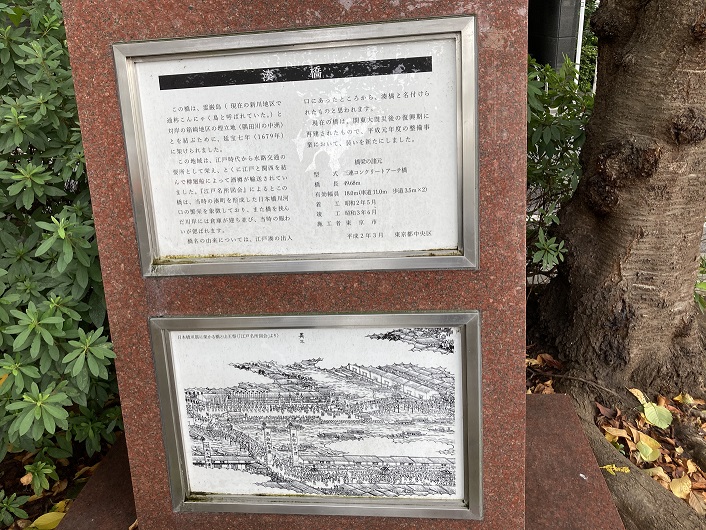 湊橋
この橋は、霊巌島(現在の新川地区で
通称こんにゃく島と呼ばれていた。)と
対岸の箱崎地区の埋立地(隅田川の中洲)
とを結ぶために、延宝七年(1679年)
に架けられました。
この地域は、江戸時代から水路交通の
要所として栄え、とくに江戸と関西を結
んで樽廻船によって酒樽が輸送されてい
ました。『江戸名所図会』によるとこの
橋は、当時の湊町を形成した日本橋川河
口の繁栄を象徴しており、また橋を挟ん
だ川岸には倉庫が建ち並び、当時の賑わ
いが偲ばれます。
橋名の由来については、江戸湊の出入
口にあったところから、湊橋と名付けら
れたものと思われます。
現在の橋は、関東大震災後の復興期に
再建されたもので、平成元年度の整備事
業において、装いを新たにしました。
橋梁の諸元
型式 三連コンクリートアーチ橋
橋長 49.68m
有効幅員 18.0m(車道11.0m 歩道3.5m×2)
着工 昭和2年5月
竣工 昭和3年6月
施工者 東京市
平成2年3月 東京都中央区